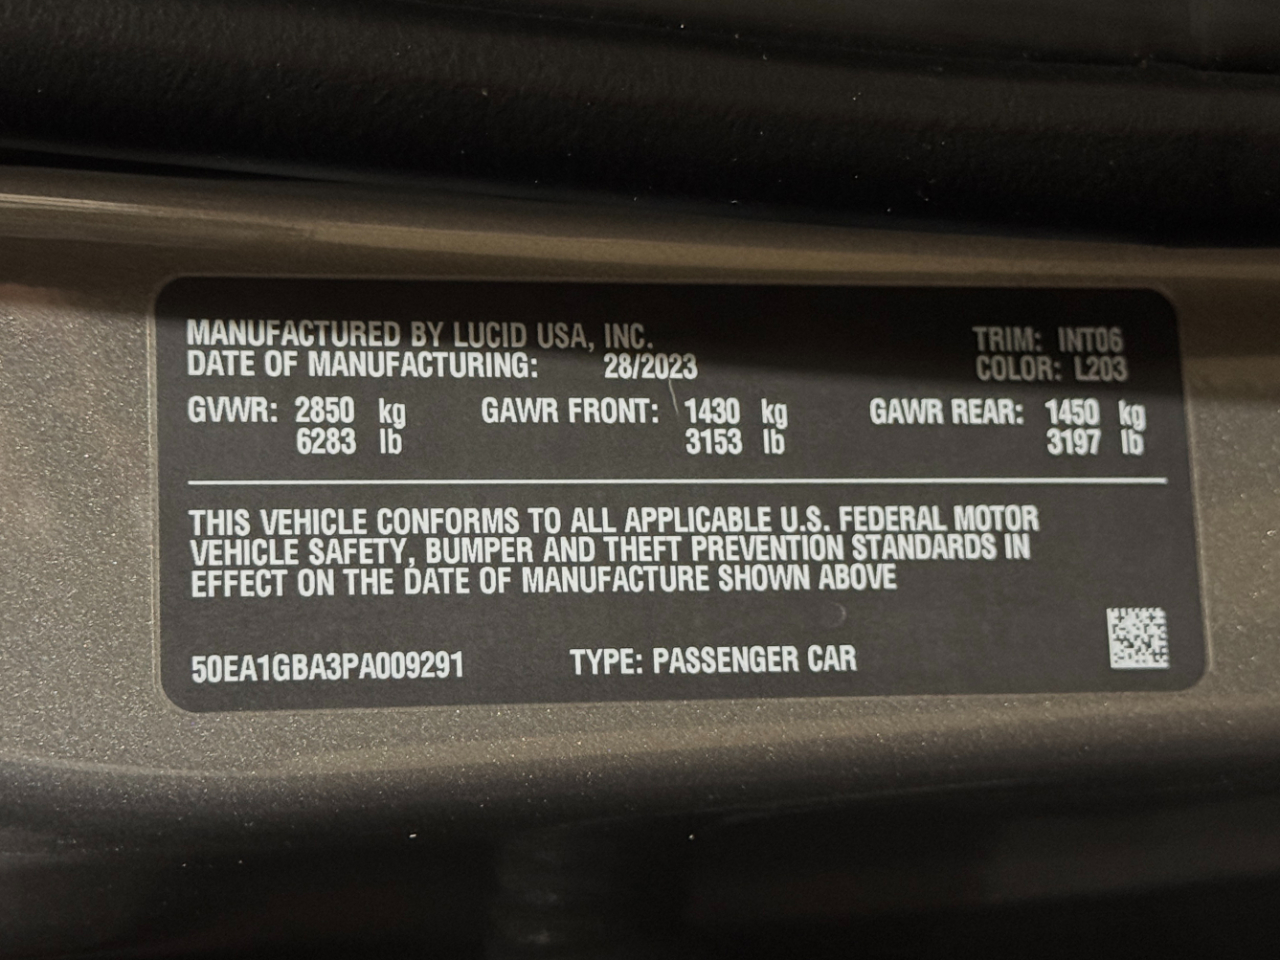 MANUFACTURED BY LUCID USA, INC. TRIM: INT06
DATE OF MANUFACTURING: 28/2023 COLOR: L203
GVWR: 2850 kg GAWR FRONT: 1430 kg GAWR REAR: 1450 kg
6283 lb 3153 lb 3197 lb
THIS VEHICLE CONFORMS TO ALL APPLICABLE U.S. FEDERAL MOTOR
VEHICLE SAFETY, BUMPER AND THEFT PREVENTION STANDARDS IN
EFFECT ON THE DATE OF MANUFACTURE SHOWN ABOVE
50EA1GBA3PA009291 TYPE: PASSENGER CAR